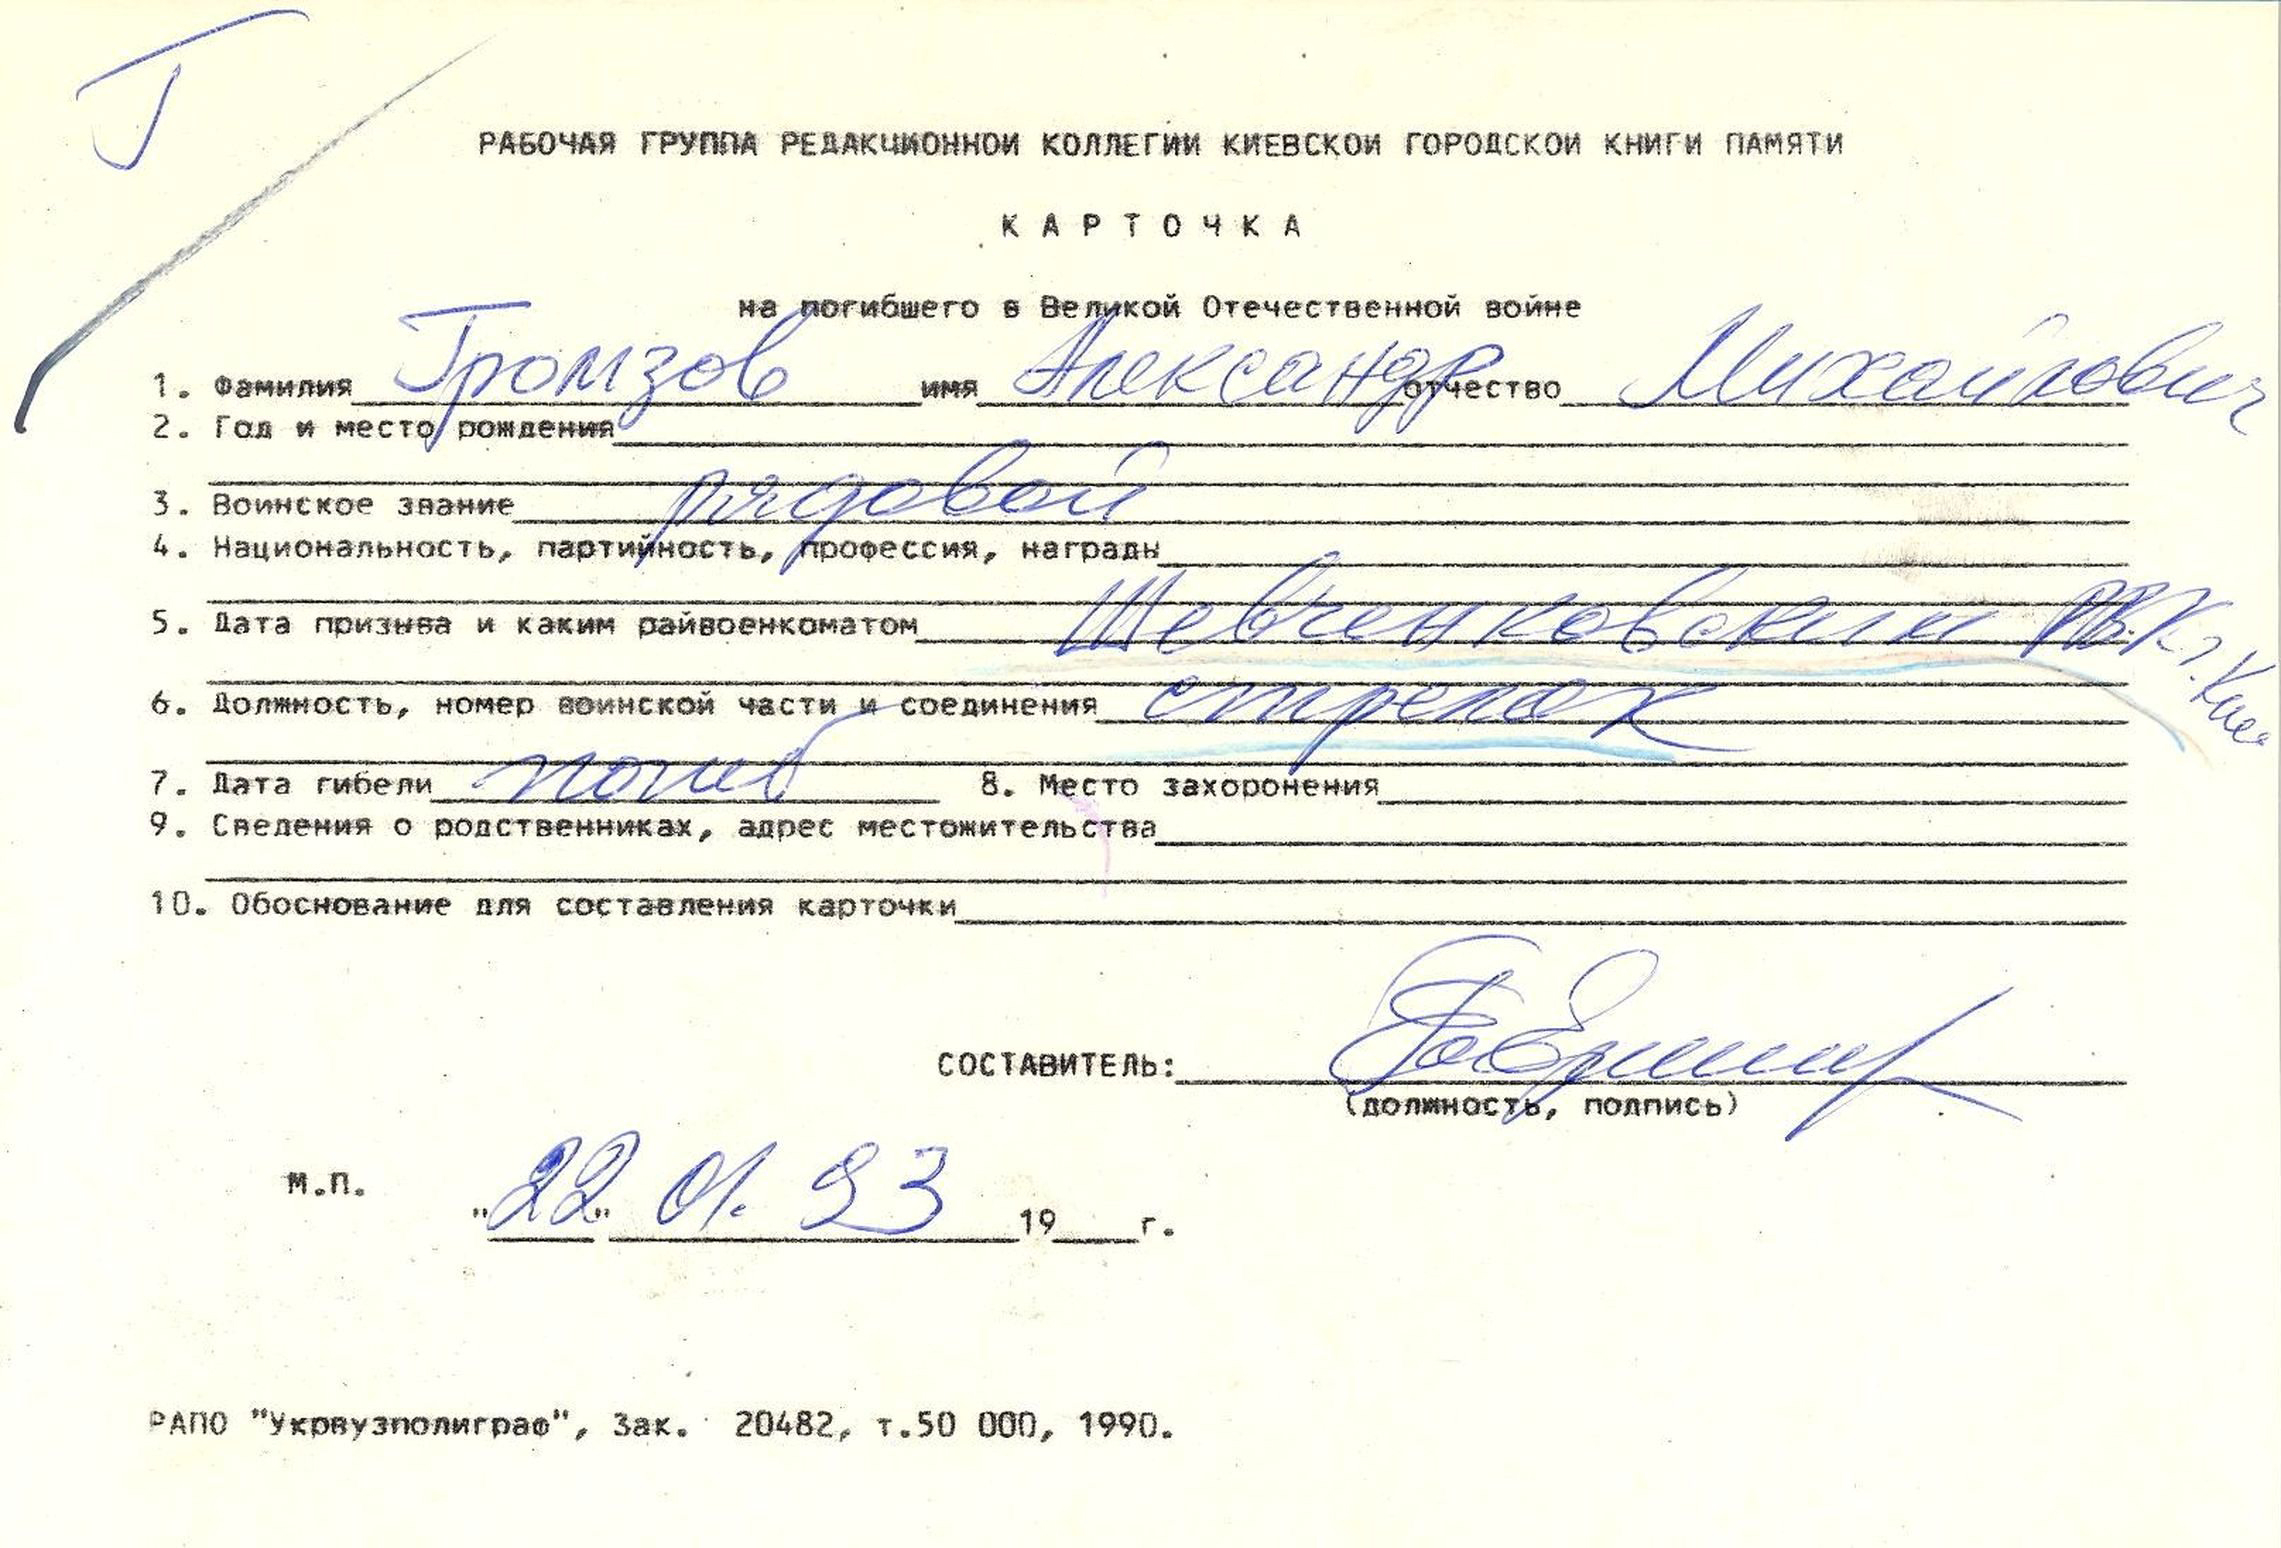 Г
РАБОЧАЯ ГРУППА РЕДАКЦИОННОЙ КОЛЛЕГИИ КИЕВСКОЙ ГОРОДСКОЙ КНИГИ ПАМЯТИ
К А Р Т О Ч К А
на погибшего в Великой Отечественной войне
1. Фамилия Громзов имя Александр отчество Михайлович
2. Год и место рождения
3. Воинское звание рядовой
4. Национальность, партийность, профессия, награды
5. Дата призыва и каким райвоенкоматом Шевченковским РВК г. Киев
6. Должность, номер воинской части и соединения стрелок
7. Дата гибели погиб 8. Место захоронения
9. Сведения о родственниках, адрес местожительства
10. Обоснование для составления карточки
СОСТАВИТЕЛЬ:
(должность, подпись)
М.П.
"22" 01. 93 19 г.
РАПО "Укрвузполиграф", Зак. 20482, т.50 000, 1990.